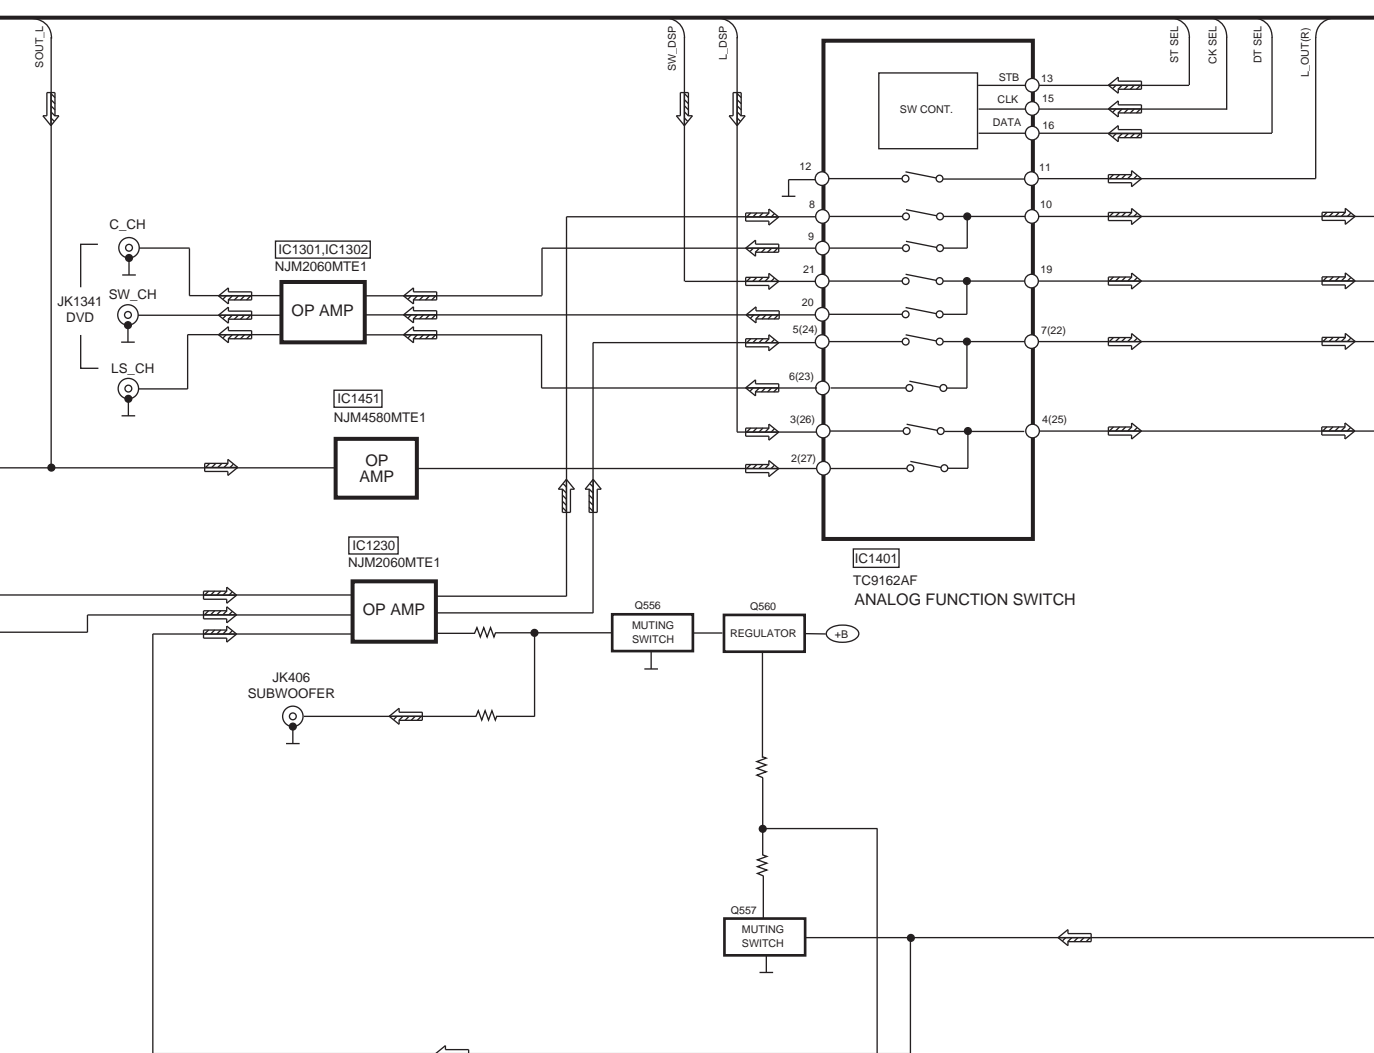 SOUT_L
SW_DSP
L_DSP
ST SEL
CK SEL
DT SEL
L_OUT(R)
SW CONT.
STB
13
CLK
15
DATA
16
12
11
8
10
9
21
19
20
5(24)
7(22)
6(23)
3(26)
4(25)
2(27)
C_CH
IC1301,IC1302
NJM2060MTE1
OP AMP
JK1341
DVD
SW_CH
LS_CH
IC1451
NJM4580MTE1
OP
AMP
IC1230
NJM2060MTE1
OP AMP
IC1401
TC9162AF
ANALOG FUNCTION SWITCH
Q556
MUTING
SWITCH
Q560
REGULATOR
+B
JK406
SUBWOOFER
Q557
MUTING
SWITCH